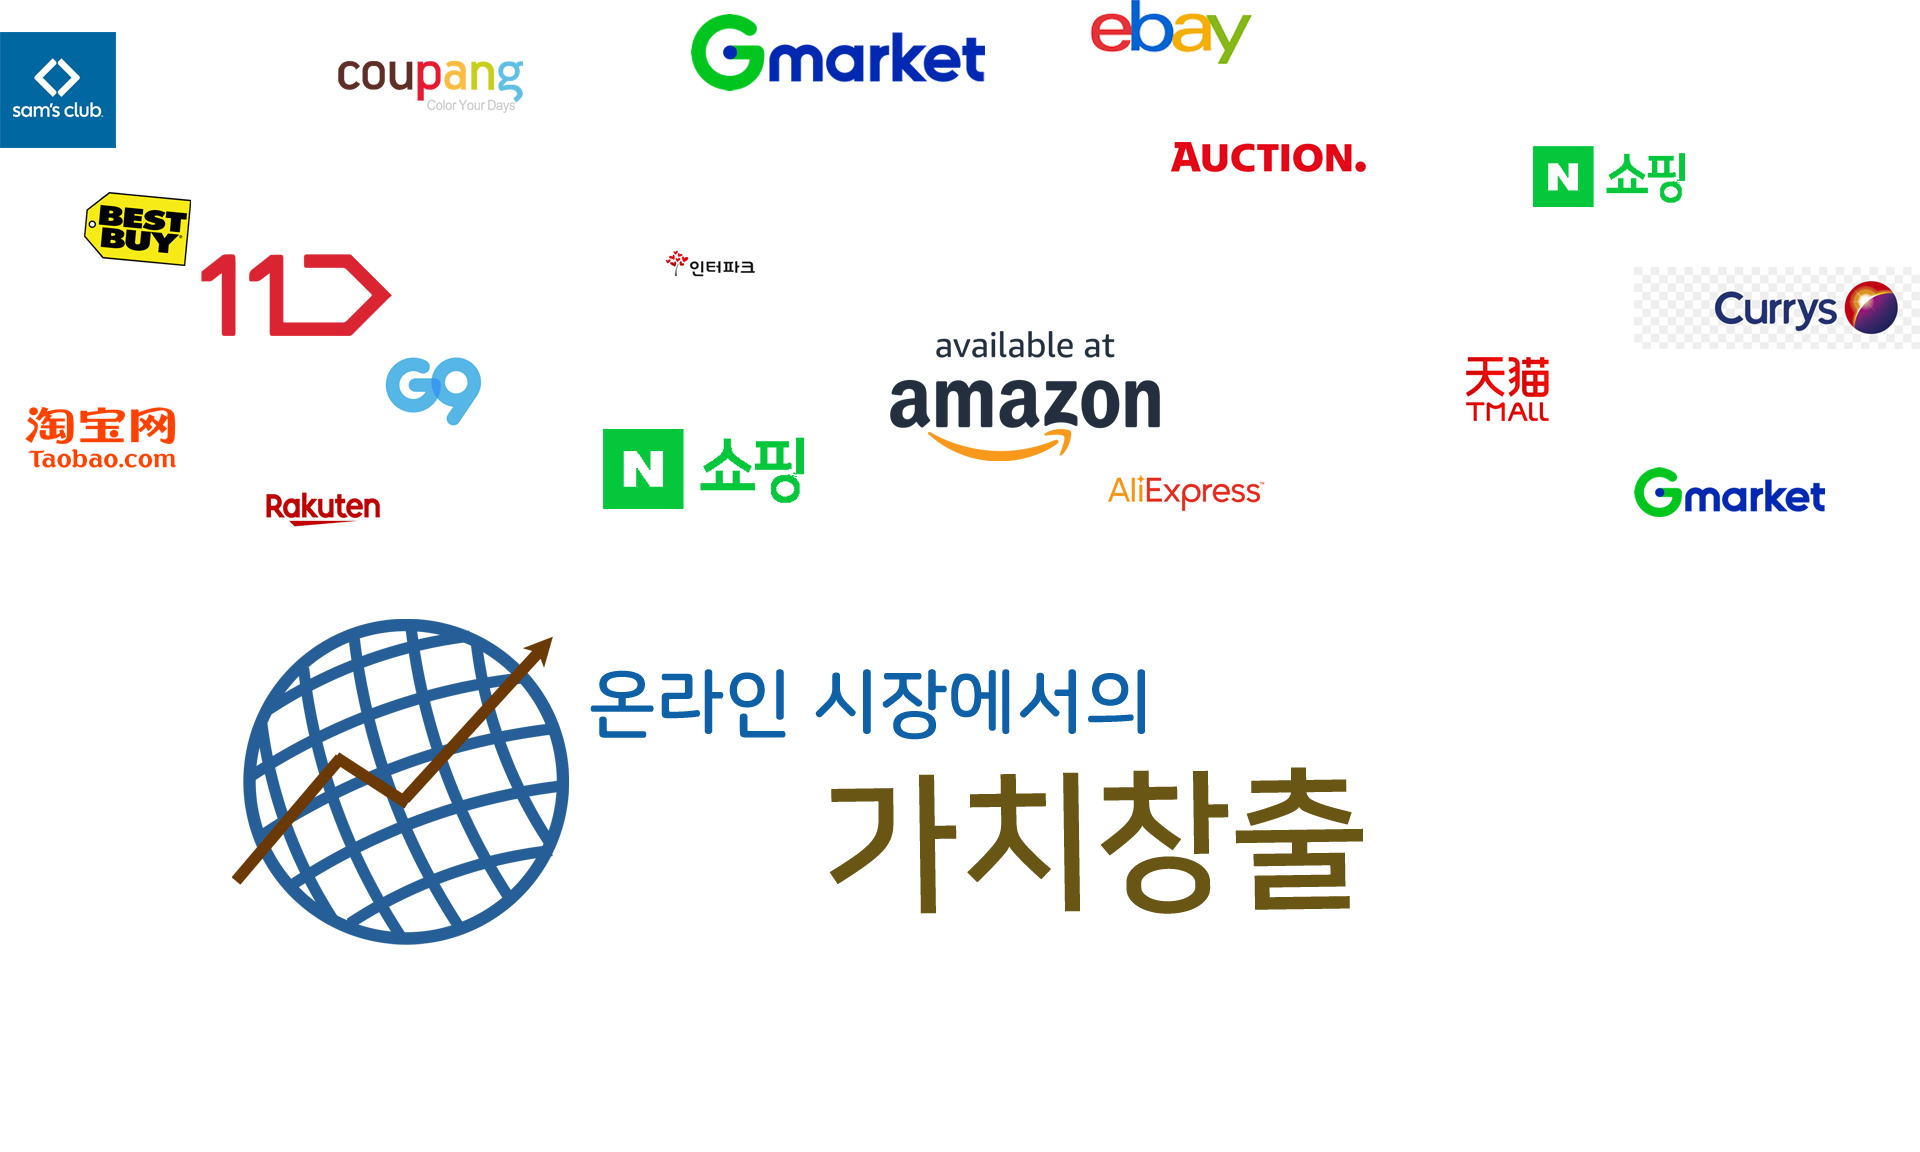 ebay
Gmarket
sam's club
coupang
Color Your Days
AUCTION.
N 쇼핑
BEST
BUY
11
인터파크
Currys
available at
amazon
G9
天猫
TMALL
淘宝网
Taobao.com
N 쇼핑
AliExpress™
Gmarket
Rakuten
온라인 시장에서의
가치창출